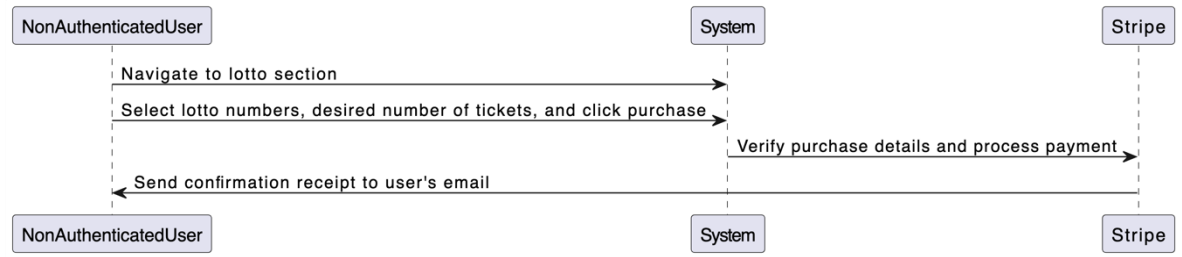 NonAuthenticatedUser
System
Stripe
Navigate to lotto section
Select lotto numbers, desired number of tickets, and click purchase
Verify purchase details and process payment
Send confirmation receipt to user's email
NonAuthenticatedUser
System
Stripe